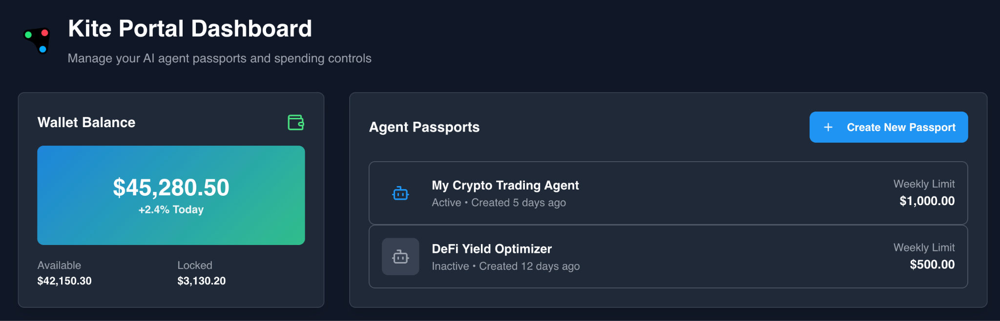 Kite Portal Dashboard
Manage your AI agent passports and spending controls
Wallet Balance
$45,280.50
+2.4% Today
Available
$42,150.30
Locked
$3,130.20
Agent Passports
+ Create New Passport
My Crypto Trading Agent
Active • Created 5 days ago
Weekly Limit
$1,000.00
DeFi Yield Optimizer
Inactive • Created 12 days ago
Weekly Limit
$500.00